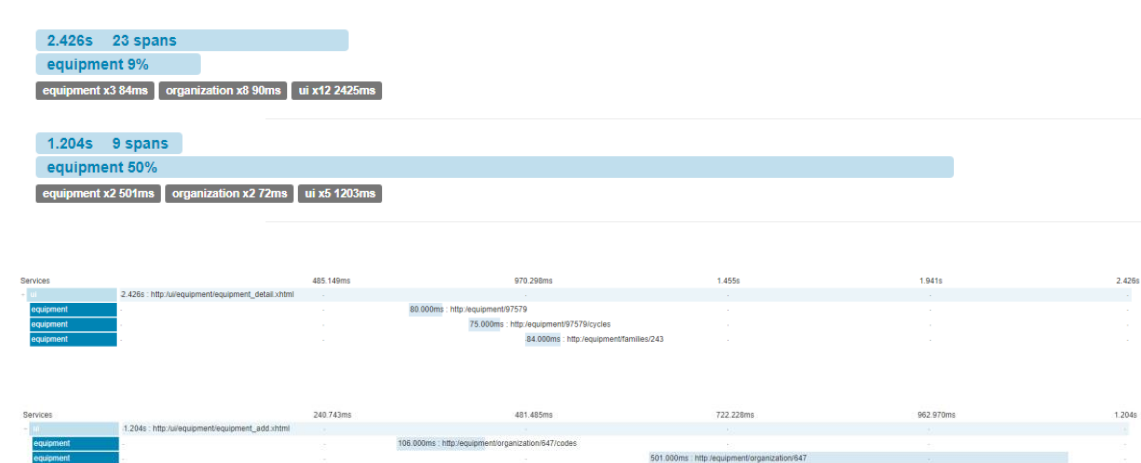 2.426s 23 spans
equipment 9%
equipment x3 84ms organization x8 90ms ui x12 2425ms
1.204s 9 spans
equipment 50%
equipment x2 501ms organization x2 72ms ui x5 1203ms
Services 485.149ms 970.298ms 1.455s 1.941s 2.426s
- ui 2.426s : http:/ui/equipment/equipment_detail.xhtml
equipment 80.000ms : http:/equipment/97579
equipment 75.000ms : http:/equipment/97579/cycles
equipment 84.000ms : http:/equipment/families/243
Services 240.743ms 481.485ms 722.228ms 962.970ms 1.204s
- ui 1.204s : http:/ui/equipment/equipment_add.xhtml
equipment 106.000ms : http:/equipment/organization/647/codes
equipment 501.000ms : http:/equipment/organization/647